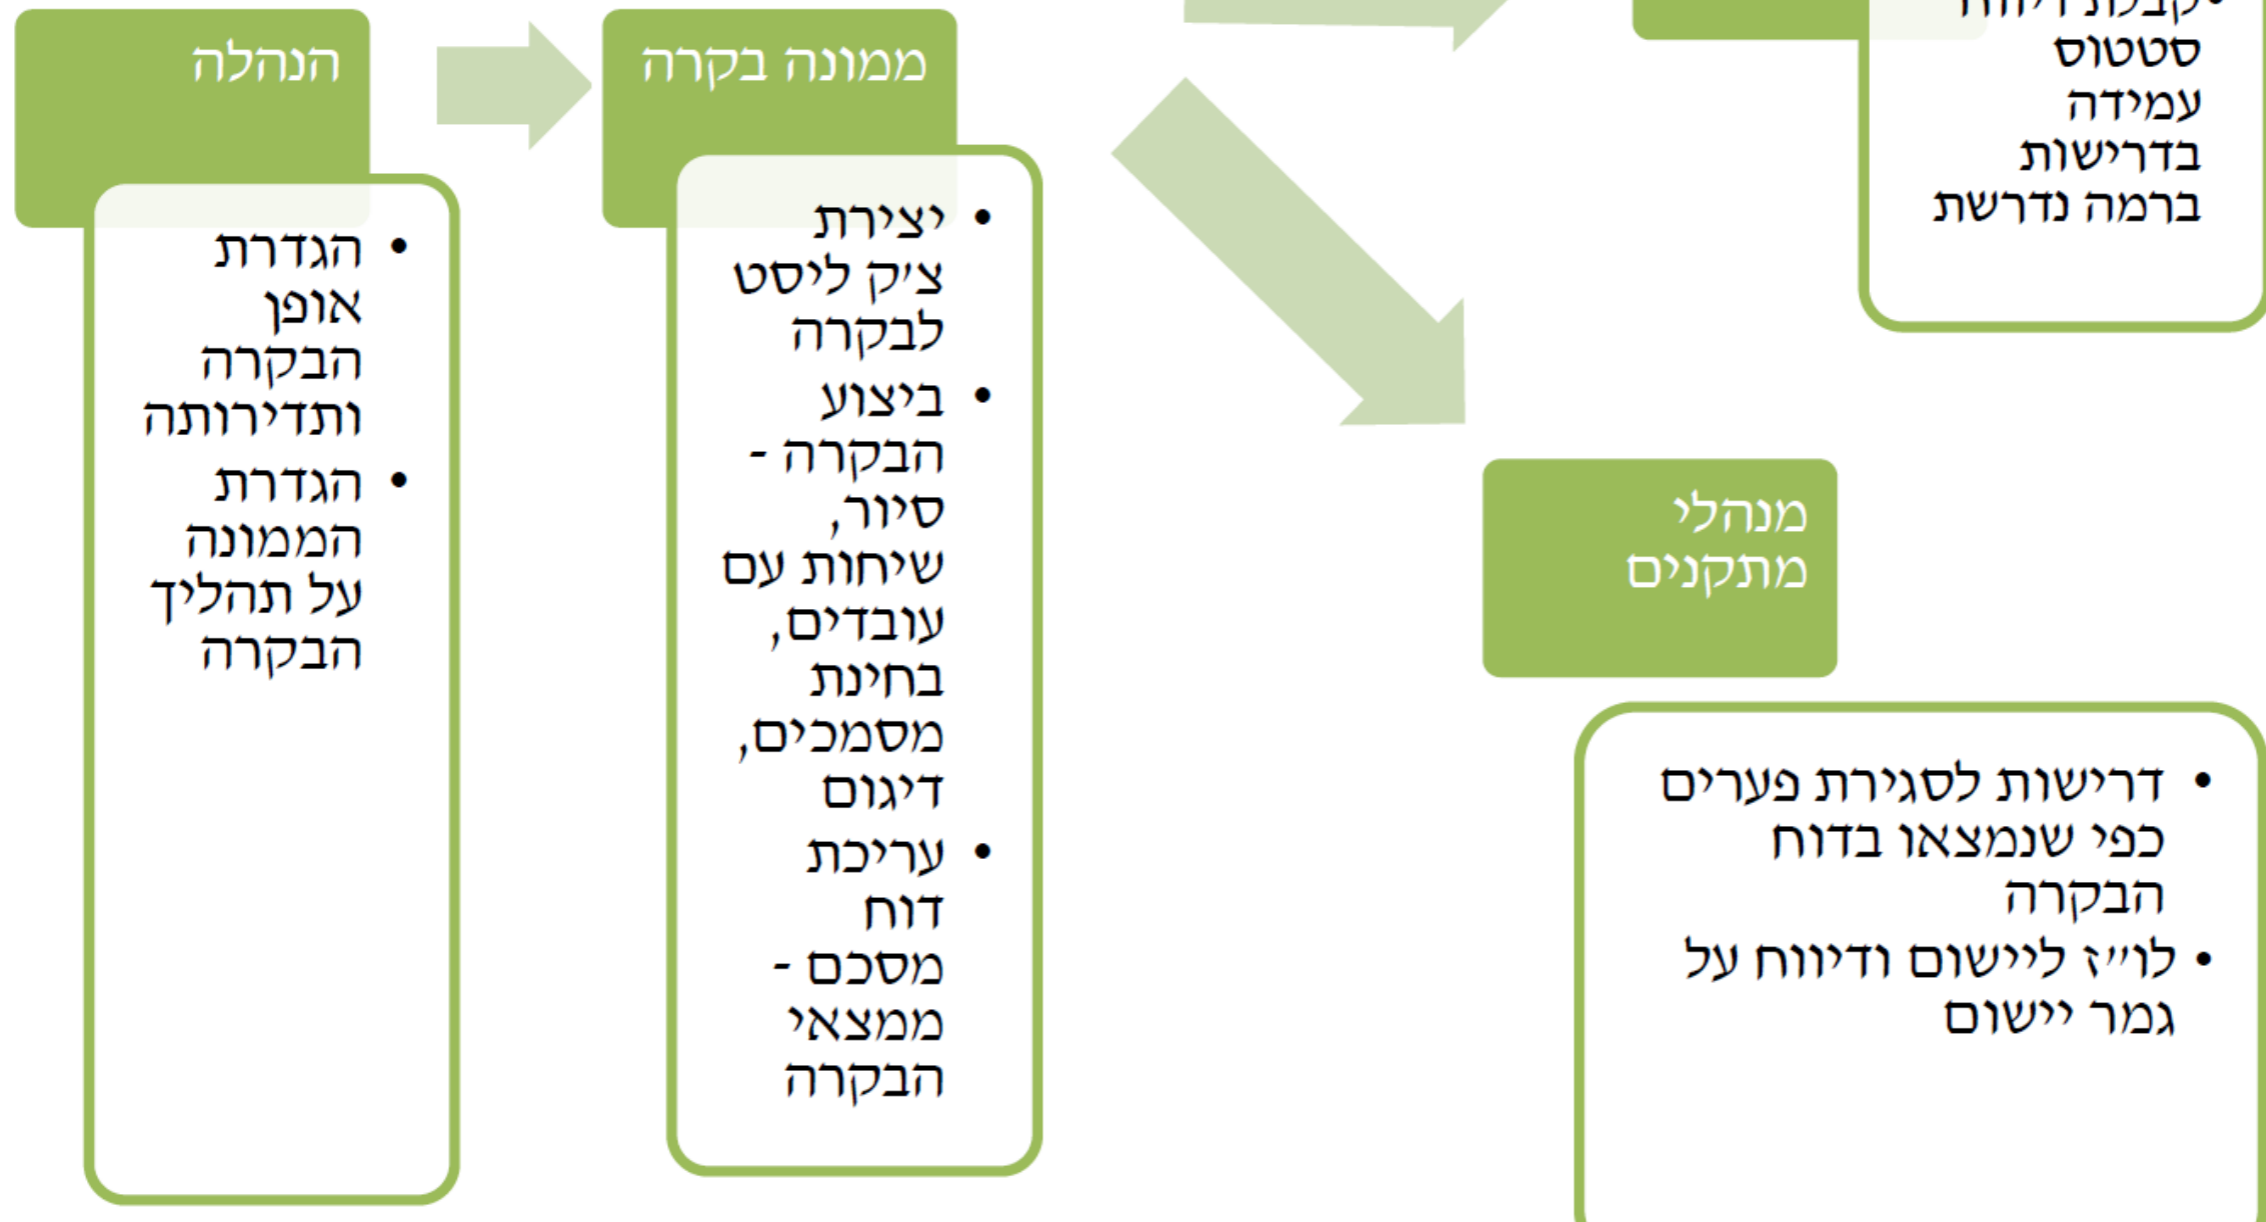 הנהלה
• הגדרת
אופן
הבקרה
ותדירותה
• הגדרת
הממונה
על תהליך
הבקרה
ממונה בקרה
• יצירת
צ׳ק ליסט
לבקרה
• ביצוע
הבקרה -
סיור,
שיחות עם
עובדים,
בחינת
מסמכים,
דיגום
• עריכת
דוח
מסכם -
ממצאי
הבקרה
• קבלת דיווח
סטטוס
עמידה
בדרישות
ברמה נדרשת
מנהלי
מתקנים
• דרישות לסגירת פערים
כפי שנמצאו בדוח
הבקרה
• לו״ז ליישום ודיווח על
גמר יישום